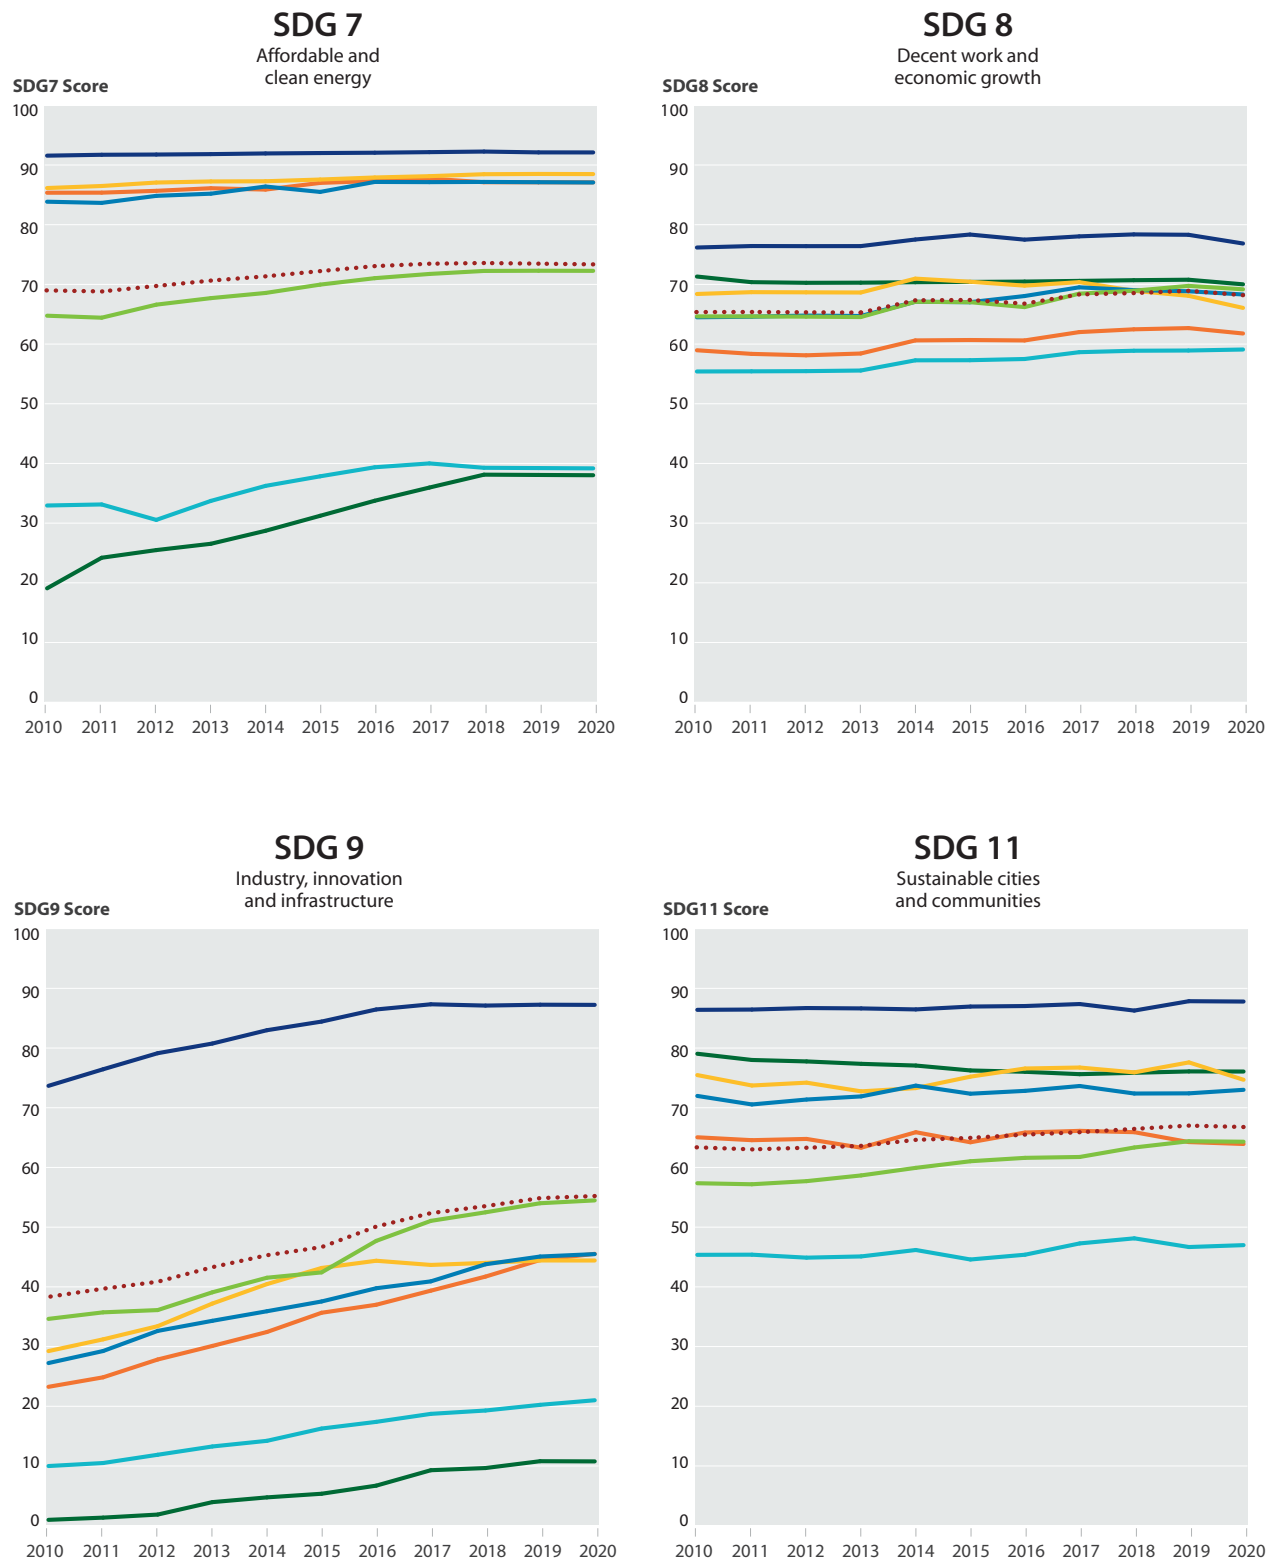 SDG 7
Affordable and
clean energy
SDG7 Score
100
90
80
70
60
50
40
30
20
10
0
2010 2011 2012 2013 2014 2015 2016 2017 2018 2019 2020
SDG 8
Decent work and
economic growth
SDG8 Score
100
90
80
70
60
50
40
30
20
10
0
2010 2011 2012 2013 2014 2015 2016 2017 2018 2019 2020
SDG 9
Industry, innovation
and infrastructure
SDG9 Score
100
90
80
70
60
50
40
30
20
10
0
2010 2011 2012 2013 2014 2015 2016 2017 2018 2019 2020
SDG 11
Sustainable cities
and communities
SDG11 Score
100
90
80
70
60
50
40
30
20
10
0
2010 2011 2012 2013 2014 2015 2016 2017 2018 2019 2020